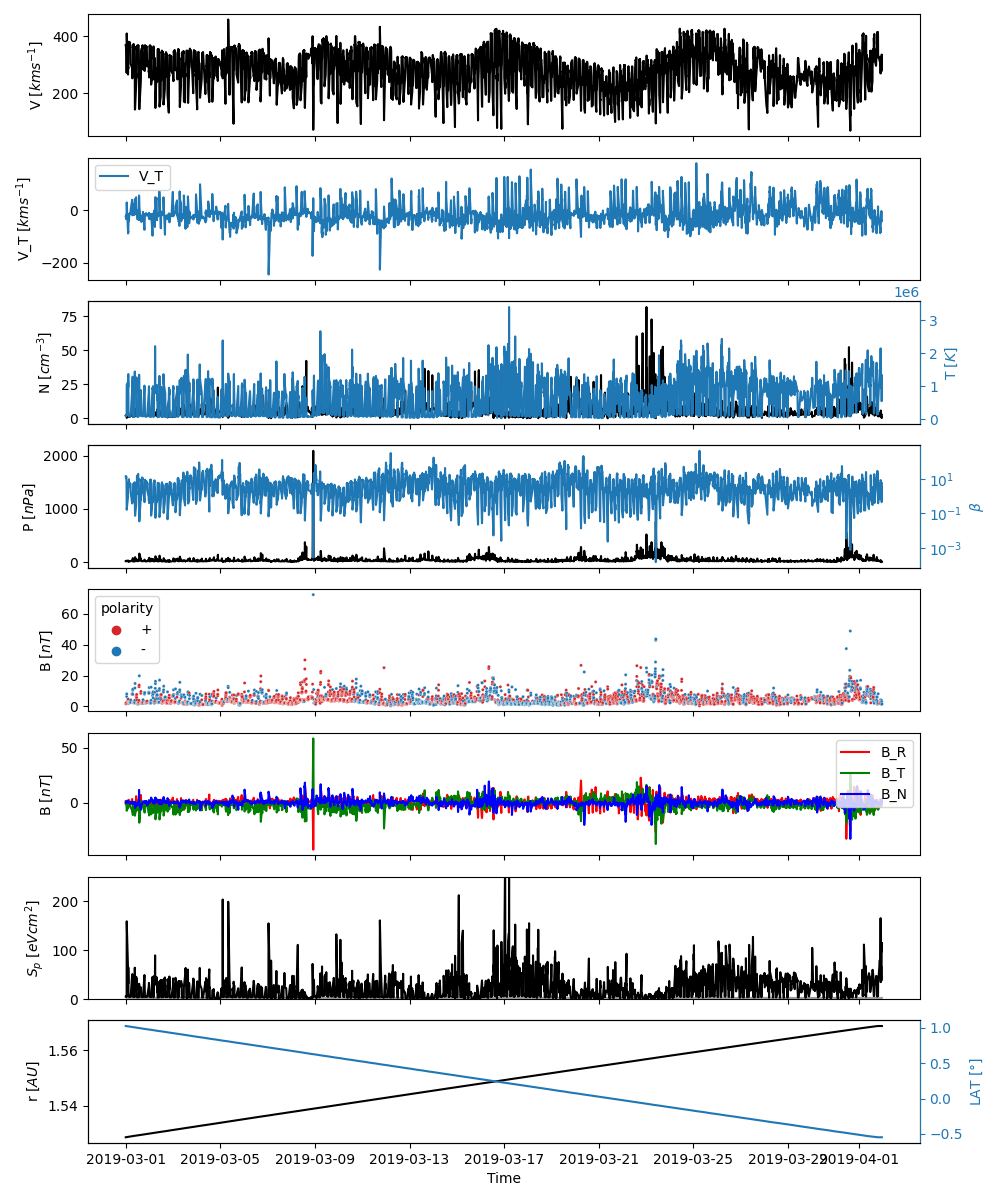 400
200
V [kms⁻¹]
V_T
0
−200
V_T [kms⁻¹]
1e6
75
50
25
0
N [cm⁻³]
3
2
1
0
T [K]
2000
1000
0
P [nPa]
10¹
10⁻¹
10⁻³
β
polarity
+
-
60
40
20
0
B [nT]
B_R
B_T
B_N
50
0
B [nT]
200
100
0
Sₚ [eVcm²]
1.56
1.54
r [AU]
1.0
0.5
0.0
−0.5
LAT [°]
2019-03-01 2019-03-05 2019-03-09 2019-03-13 2019-03-17 2019-03-21 2019-03-25 2019-03-29 2019-04-01
Time